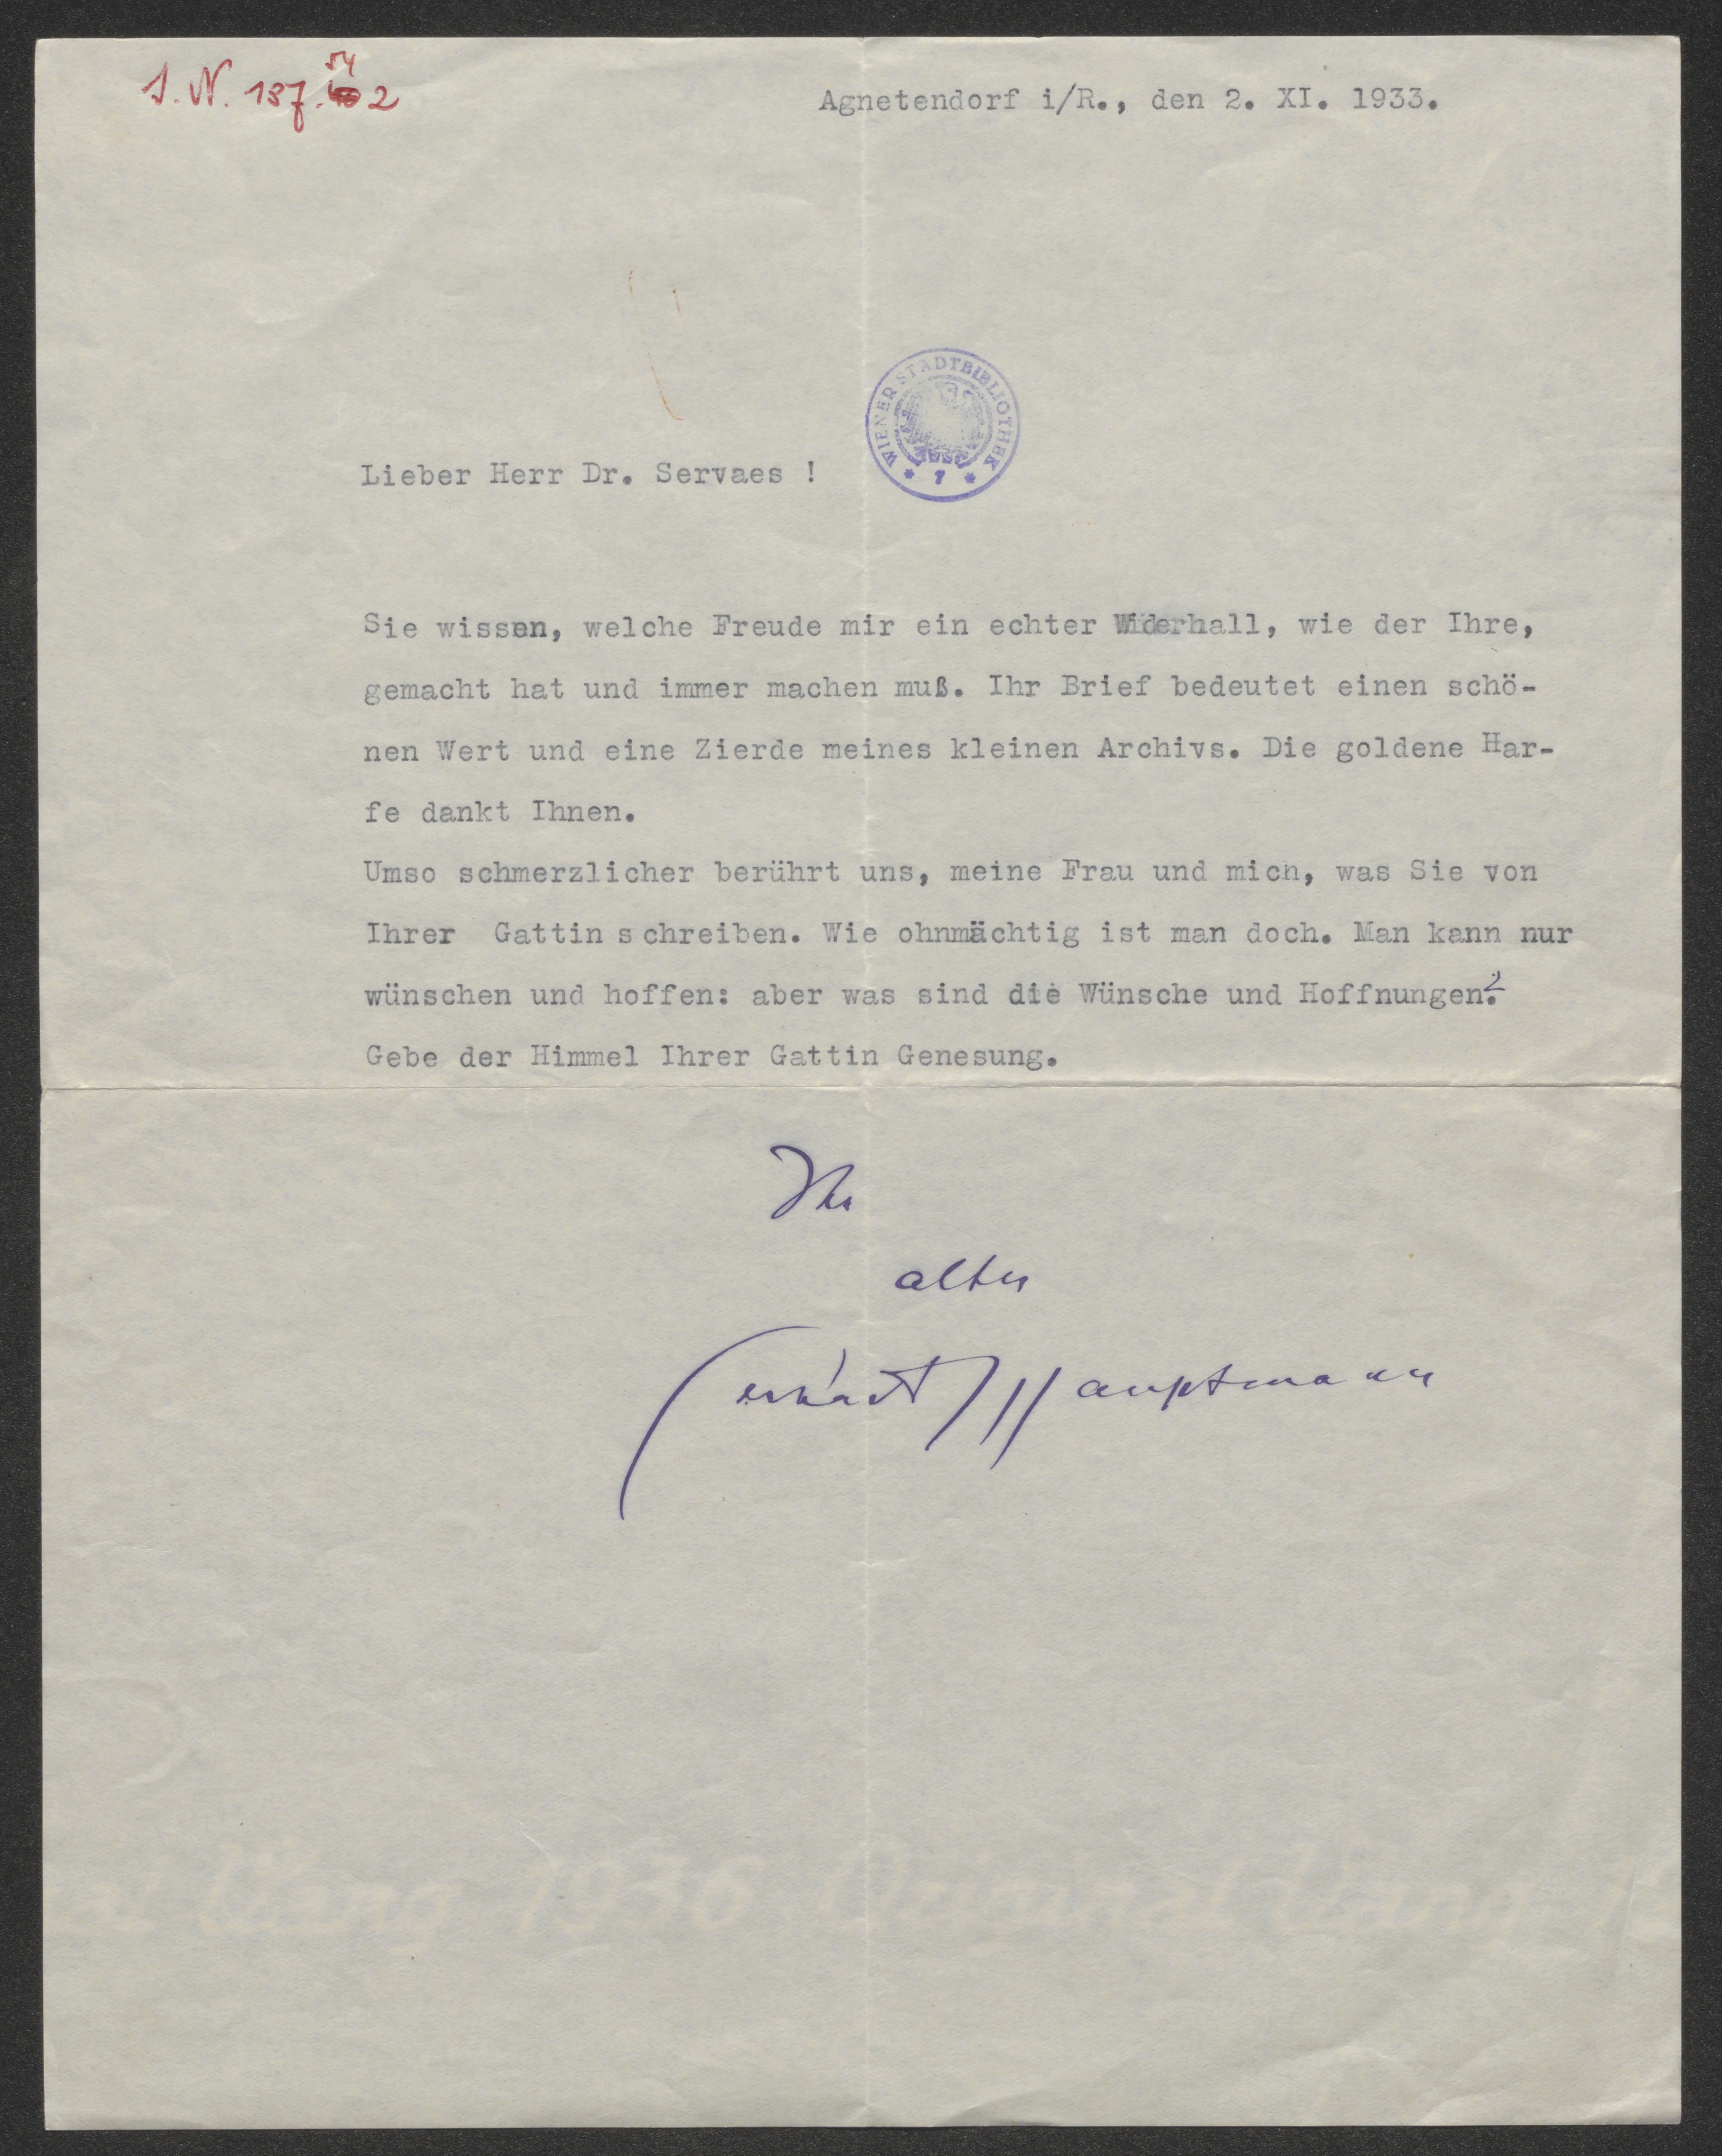 J. N. 137.542
Agnetendorf i/R., den 2. XI. 1933.
WIENER STADTBIBLIOTHEK
* 7 *
Lieber Herr Dr. Servaes !
Sie wissen, welche Freude mir ein echter Widerhall, wie der Ihre,
gemacht hat und immer machen muß. Ihr Brief bedeutet einen schö-
nen Wert und eine Zierde meines kleinen Archivs. Die goldene Har-
fe dankt Ihnen.
Umso schmerzlicher berührt uns, meine Frau und mich, was Sie von
Ihrer Gattin schreiben. Wie ohnmächtig ist man doch. Man kann nur
wünschen und hoffen: aber was sind die Wünsche und Hoffnungen?
Gebe der Himmel Ihrer Gattin Genesung.
Ihr
alter
Gerhart Hauptmann